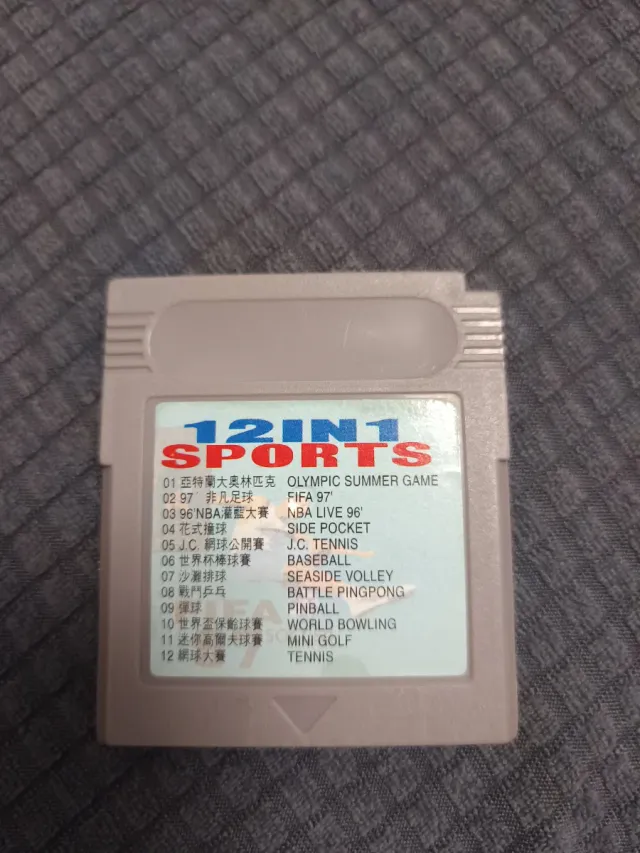 12IN1
SPORTS
01 亞特蘭大奧林匹克 OLYMPIC SUMMER GAME
02 97' 非凡足球 FIFA 97'
03 96'NBA灌籃大賽 NBA LIVE 96'
04 花式撞球 SIDE POCKET
05 J.C. 網球公開賽 J.C. TENNIS
06 世界杯棒球賽 BASEBALL
07 沙灘排球 SEASIDE VOLLEY
08 戰鬥乒乓 BATTLE PINGPONG
09 彈球 PINBALL
10 世界盃保齡球賽 WORLD BOWLING
11 迷你高爾夫球賽 MINI GOLF
12 網球大賽 TENNIS